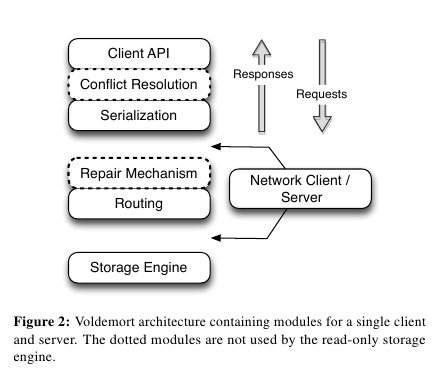 Client API
Conflict Resolution
Serialization
Responses
Requests
Repair Mechanism
Routing
Network Client /
Server
Storage Engine
Figure 2: Voldemort architecture containing modules for a single client
and server. The dotted modules are not used by the read-only storage
engine.